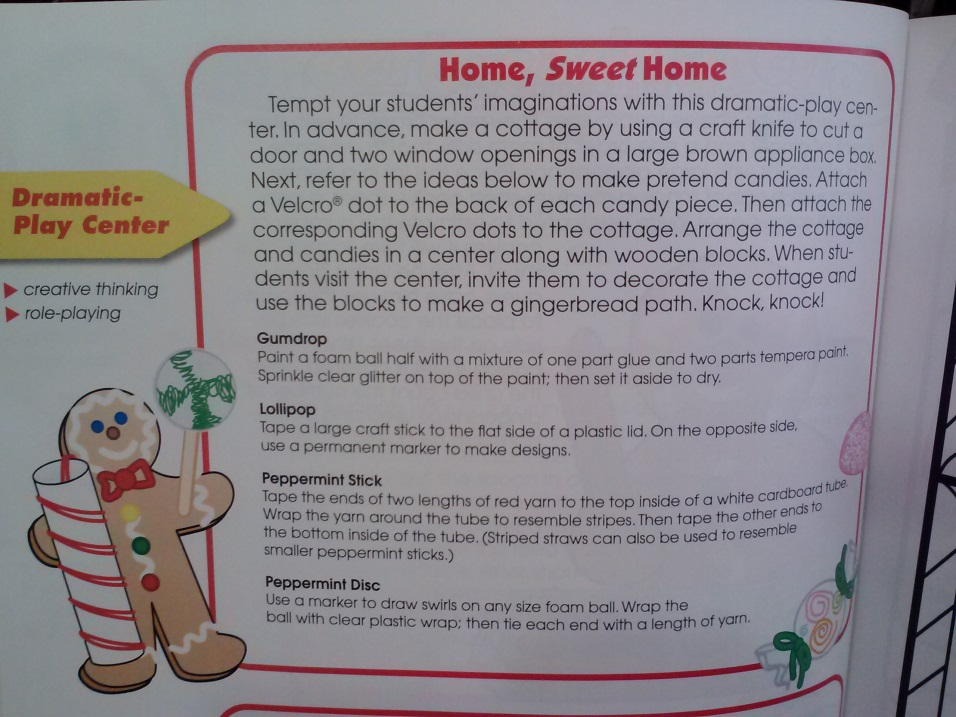 Home, Sweet Home
Tempt your students' imaginations with this dramatic-play cen-
ter. In advance, make a cottage by using a craft knife to cut a
door and two window openings in a large brown appliance box.
Next, refer to the ideas below to make pretend candies. Attach
a Velcro® dot to the back of each candy piece. Then attach the
corresponding Velcro dots to the cottage. Arrange the cottage
and candies in a center along with wooden blocks. When stu-
dents visit the center, invite them to decorate the cottage and
use the blocks to make a gingerbread path. Knock, knock!
Dramatic-
Play Center
creative thinking
role-playing
Gumdrop
Paint a foam ball half with a mixture of one part glue and two parts tempera paint.
Sprinkle clear glitter on top of the paint; then set it aside to dry.
Lollipop
Tape a large craft stick to the flat side of a plastic lid. On the opposite side,
use a permanent marker to make designs.
Peppermint Stick
Tape the ends of two lengths of red yarn to the top inside of a white cardboard tube.
Wrap the yarn around the tube to resemble stripes. Then tape the other ends to
the bottom inside of the tube. (Striped straws can also be used to resemble
smaller peppermint sticks.)
Peppermint Disc
Use a marker to draw swirls on any size foam ball. Wrap the
ball with clear plastic wrap; then tie each end with a length of yarn.